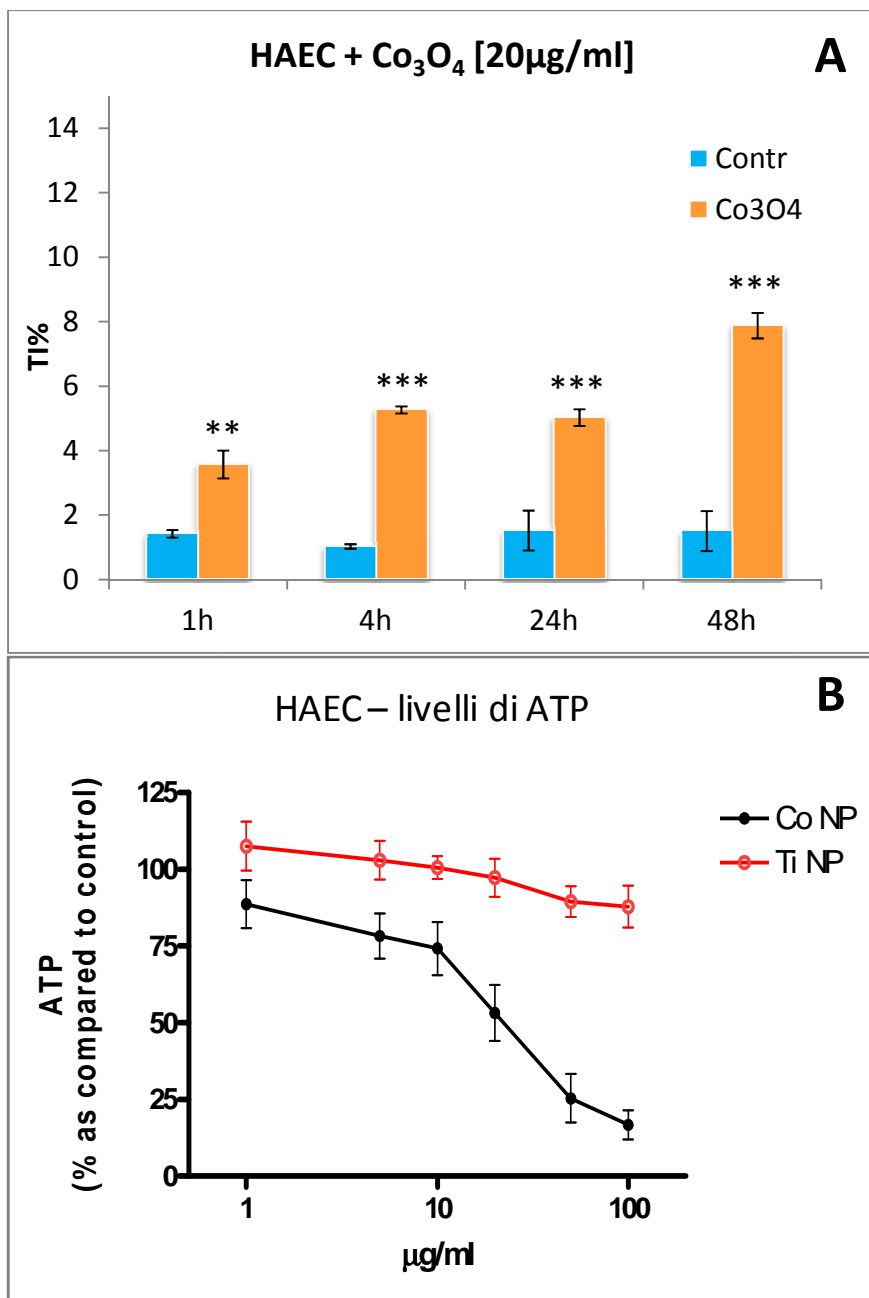 HAEC + Co₃O₄ [20µg/ml]
A
14
12
10
8
6
4
2
0
TI%
Contr
Co3O4
**
***
***
***
1h
4h
24h
48h
B
HAEC – livelli di ATP
125
100
75
50
25
0
ATP
(% as compared to control)
Co NP
Ti NP
1
10
100
µg/ml